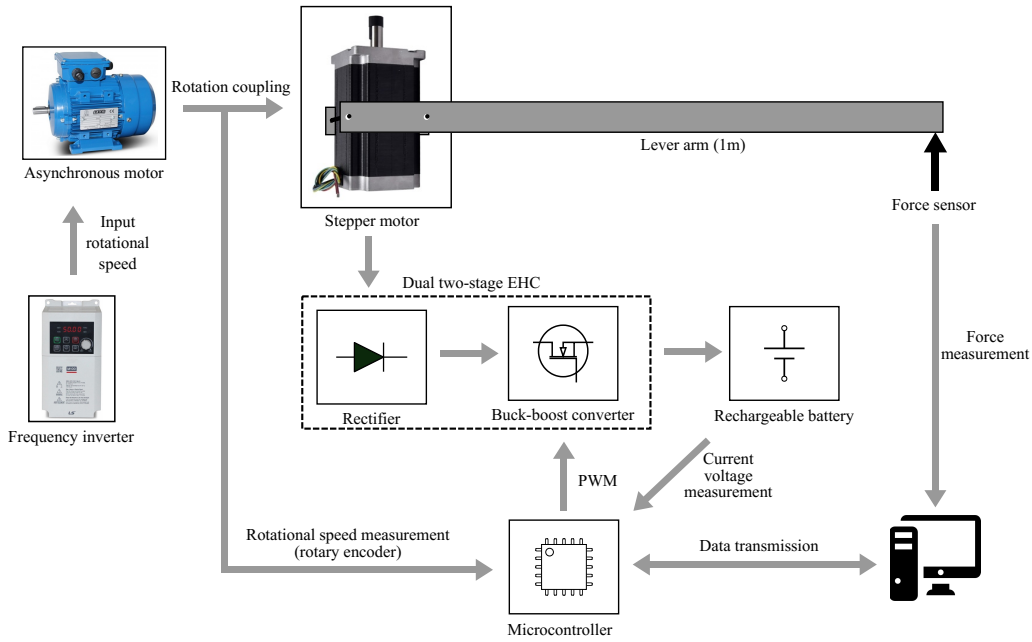 Rotation coupling
Asynchronous motor
Lever arm (1m)
Force sensor
Stepper motor
Input
rotational
speed
Dual two-stage EHC
Force
measurement
Rectifier
Buck-boost converter
Rechargeable battery
Frequency inverter
PWM
Current
voltage
measurement
Rotational speed measurement
(rotary encoder)
Data transmission
Microcontroller